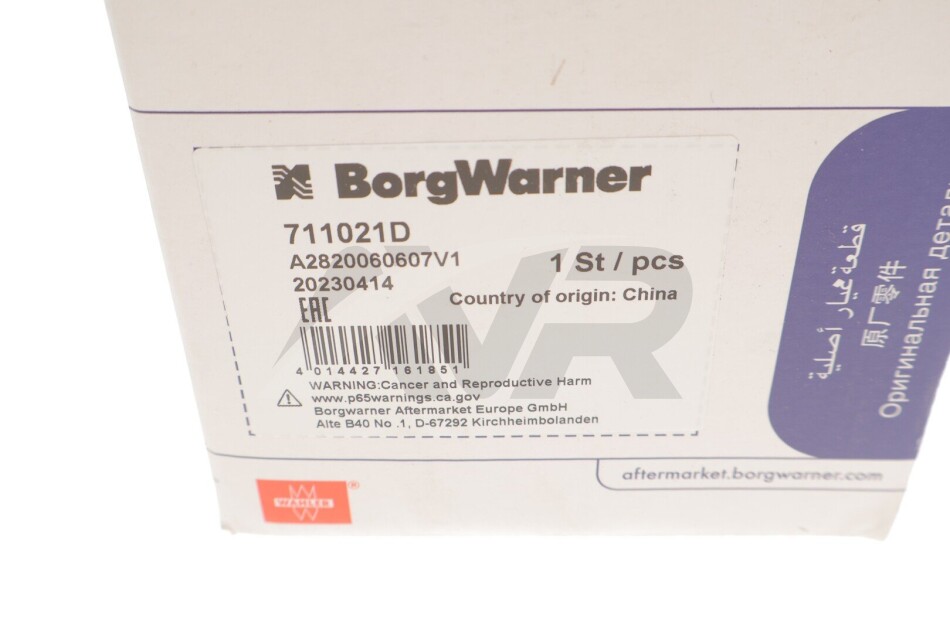 BorgWarner
711021D
A2820060607V1
1 St / pcs
20230414
Country of origin: China
EAC
4 014427 161851
WARNING:Cancer and Reproductive Harm
www.p65warnings.ca.gov
Borgwarner Aftermarket Europe GmbH
Alte B40 No .1, D-67292 Kirchheimbolanden
قطعة غيار أصلية
原厂零件
Оригинальная
aftermarket.borgwarner.com
WAHLER
®
AVR